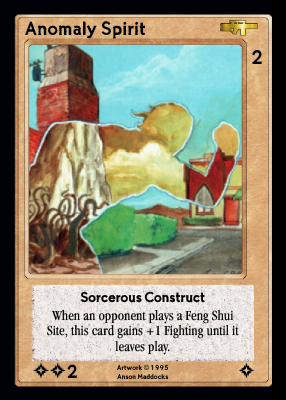 Anomaly Spirit
2
Sorcerous Construct
When an opponent plays a Feng Shui
Site, this card gains +1 Fighting until it
leaves play.
2
Artwork © 1995
Anson Maddocks